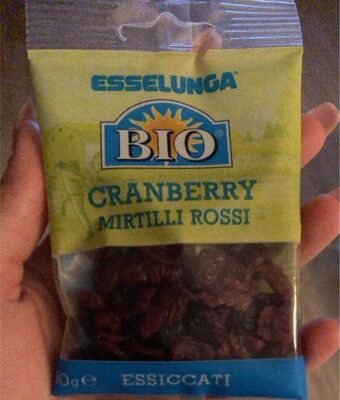 ESSELUNGA®
BIO®
CRANBERRY
MIRTILLI ROSSI
ESSICCATI